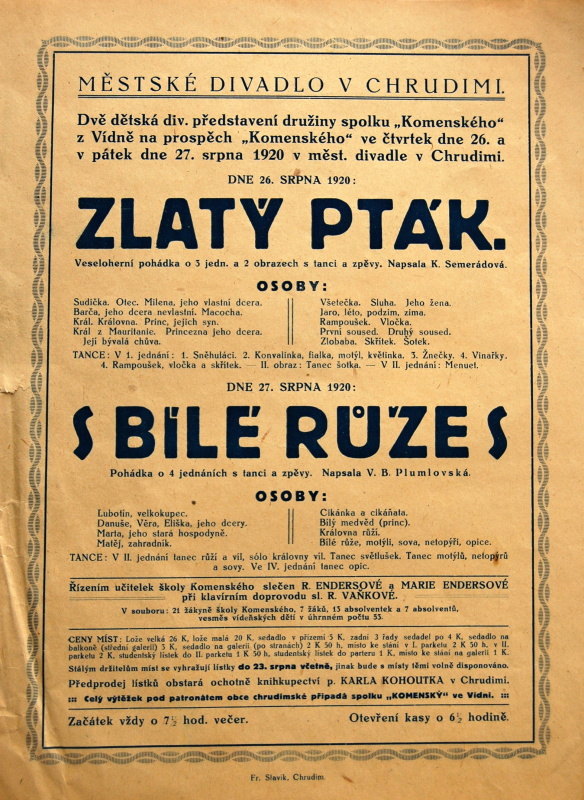 MĚSTSKÉ DIVADLO V CHRUDIMI.
Dvě dětská div. představení družiny spolku „Komenského“
z Vídně na prospěch „Komenského“ ve čtvrtek dne 26. a
v pátek dne 27. srpna 1920 v měst. divadle v Chrudimi.
DNE 26. SRPNA 1920:
ZLATÝ PTÁK.
Veseloherní pohádka o 3 jedn. a 2 obrazech s tanci a zpěvy. Napsala K. Semerádová.
OSOBY:
Sudička. Otec. Milena, jeho vlastní dcera.
Barča, jeho dcera nevlastní. Macocha.
Král. Královna. Princ, jejich syn.
Král z Mauritanie. Princezna jeho dcera.
Její bývalá chůva.
Všetečka. Sluha. Jeho žena.
Jaro, léto, podzim, zima.
Rampoušek. Vločka.
První soused. Druhý soused.
Zlobaba. Skřítek. Šotek.
TANCE: V 1. jednání: 1. Sněhuláci. 2. Konvalinka, fialka, motýl, květinka. 3. Žnečky. 4. Vinařky.
4. Rampoušek, vločka a skřítek. — II. obraz: Tanec šotka. — V II. jednání: Menuet.
DNE 27. SRPNA 1920:
BÍLÉ RŮŽE
Pohádka o 4 jednáních s tanci a zpěvy. Napsala V. B. Plumlovská.
OSOBY:
Lubotin, velkokupec.
Danuše, Věra, Eliška, jeho dcery.
Marta, jeho stará hospodyně.
Matěj, zahradník.
Cikánka a cikáňata.
Bílý medvěd (princ).
Královna růží.
Bílé růže, motýli, sova, netopýři, opice.
TANCE: V II. jednání tanec růží a vil, sólo královny vil. Tanec světlušek. Tanec motýlů, netopýrů
a sovy. Ve IV. jednání tanec opic.
Řízením učitelek školy Komenského slečen R. ENDERSOVÉ a MARIE ENDERSOVÉ
při klavírním doprovodu sl. R. VAŇKOVÉ.
V souboru: 21 žákyně školy Komenského, 7 žáků, 13 absolventek a 7 absolventů,
vesměs vídeňských dětí v úhrnném počtu 53.
CENY MÍST: Lože velká 26 K, lože malá 20 K, sedadlo v přízemí 5 K, zadní 3 řady sedadel po 4 K, sedadlo na
balkoně (střední galerii) 3 K, sedadlo na galerii (po stranách) 2 K 50 h, místo ke stání v I. parketu 2 K 50 h, v II.
parketu 2 K, studentský lístek do II. parketu 1 K 50 h, studentský lístek do parteru 1 K, místo ke stání na galerii 1 K.
Stálým držitelům míst se vyhražují lístky do 23. srpna včelně, jinak bude s místy těmi volně disponováno.
Předprodej lístků obstará ochotně knihkupectví p. KARLA KOHOUTKA v Chrudimi.
::: Celý výtěžek pod patronátem obce chrudimské připadá spolku „KOMENSKÝ“ ve Vídni. :::
Začátek vždy o 7½ hod. večer.
Otevření kasy o 6½ hodině.
Fr. Slavík, Chrudim.